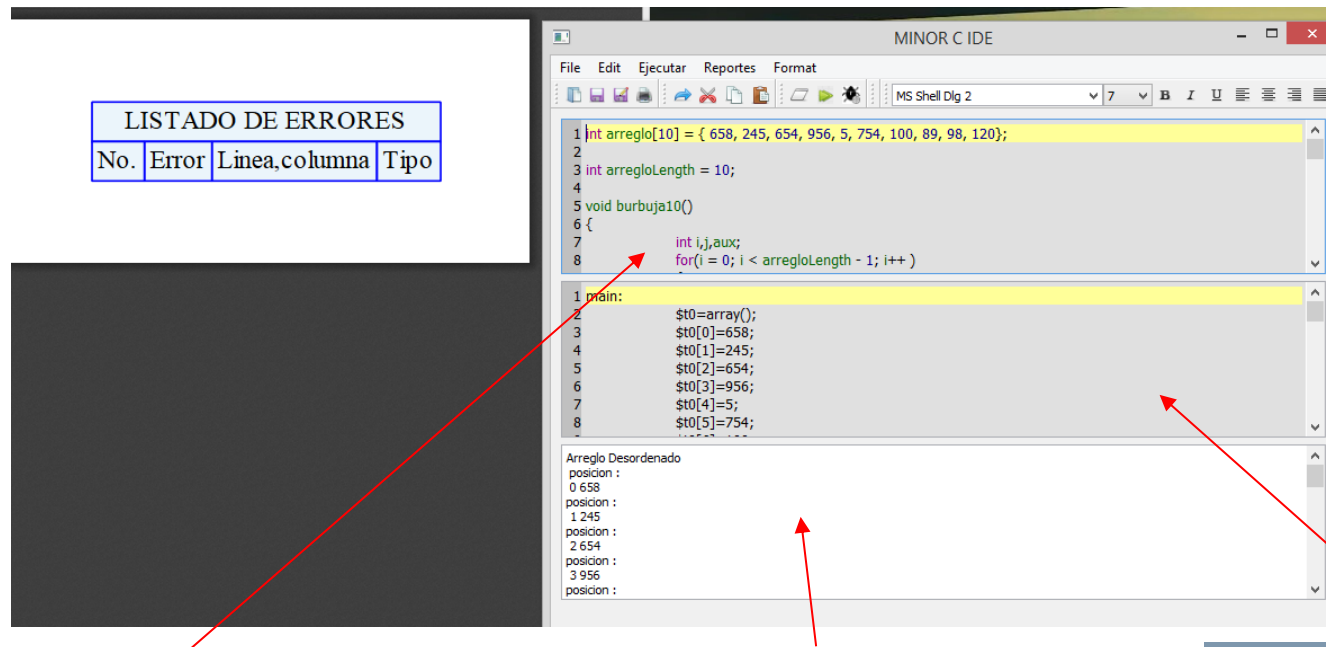 LISTADO DE ERRORES
No. Error Linea,columna Tipo
MINOR C IDE
File Edit Ejecutar Reportes Format
MS Shell Dlg 2 7 B I U
1 int arreglo[10] = { 658, 245, 654, 956, 5, 754, 100, 89, 98, 120};
2
3 int arregloLength = 10;
4
5 void burbuja10()
6 {
7 int i,j,aux;
8 for(i = 0; i < arregloLength - 1; i++ )
1 main:
2 $t0=array();
3 $t0[0]=658;
4 $t0[1]=245;
5 $t0[2]=654;
6 $t0[3]=956;
7 $t0[4]=5;
8 $t0[5]=754;
Arreglo Desordenado
posicion :
0 658
posicion :
1 245
posicion :
2 654
posicion :
3 956
posicion :